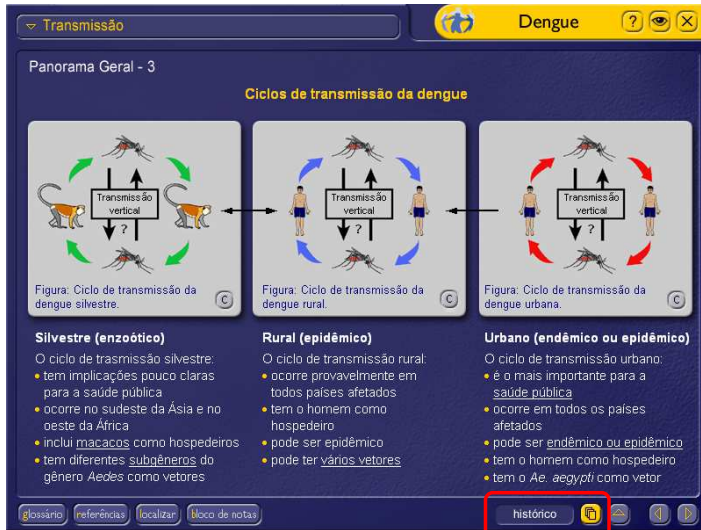 Transmissão
Dengue
?
Panorama Geral - 3
Ciclos de transmissão da dengue
Transmissão
vertical
?
Figura: Ciclo de transmissão da
dengue silvestre.
C
Transmissão
vertical
?
Figura: Ciclo de transmissão da
dengue rural.
C
Transmissão
vertical
?
Figura: Ciclo de transmissão da
dengue urbana.
C
Silvestre (enzoótico)
O ciclo de trasmissão silvestre:
• tem implicações pouco claras
para a saúde pública
• ocorre no sudeste da Ásia e no
oeste da África
• inclui macacos como hospedeiros
• tem diferentes subgêneros do
gênero Aedes como vetores
Rural (epidêmico)
O ciclo de transmissão rural:
• ocorre provavelmente em
todos países afetados
• tem o homem como
hospedeiro
• pode ser epidêmico
• pode ter vários vetores
Urbano (endêmico ou epidêmico)
O ciclo de transmissão urbano:
• é o mais importante para a
saúde pública
• ocorre em todos os países
afetados
• pode ser endêmico ou epidêmico
• tem o homem como hospedeiro
• tem o Ae. aegypti como vetor
glossário
referências
localizar
bloco de notas
histórico